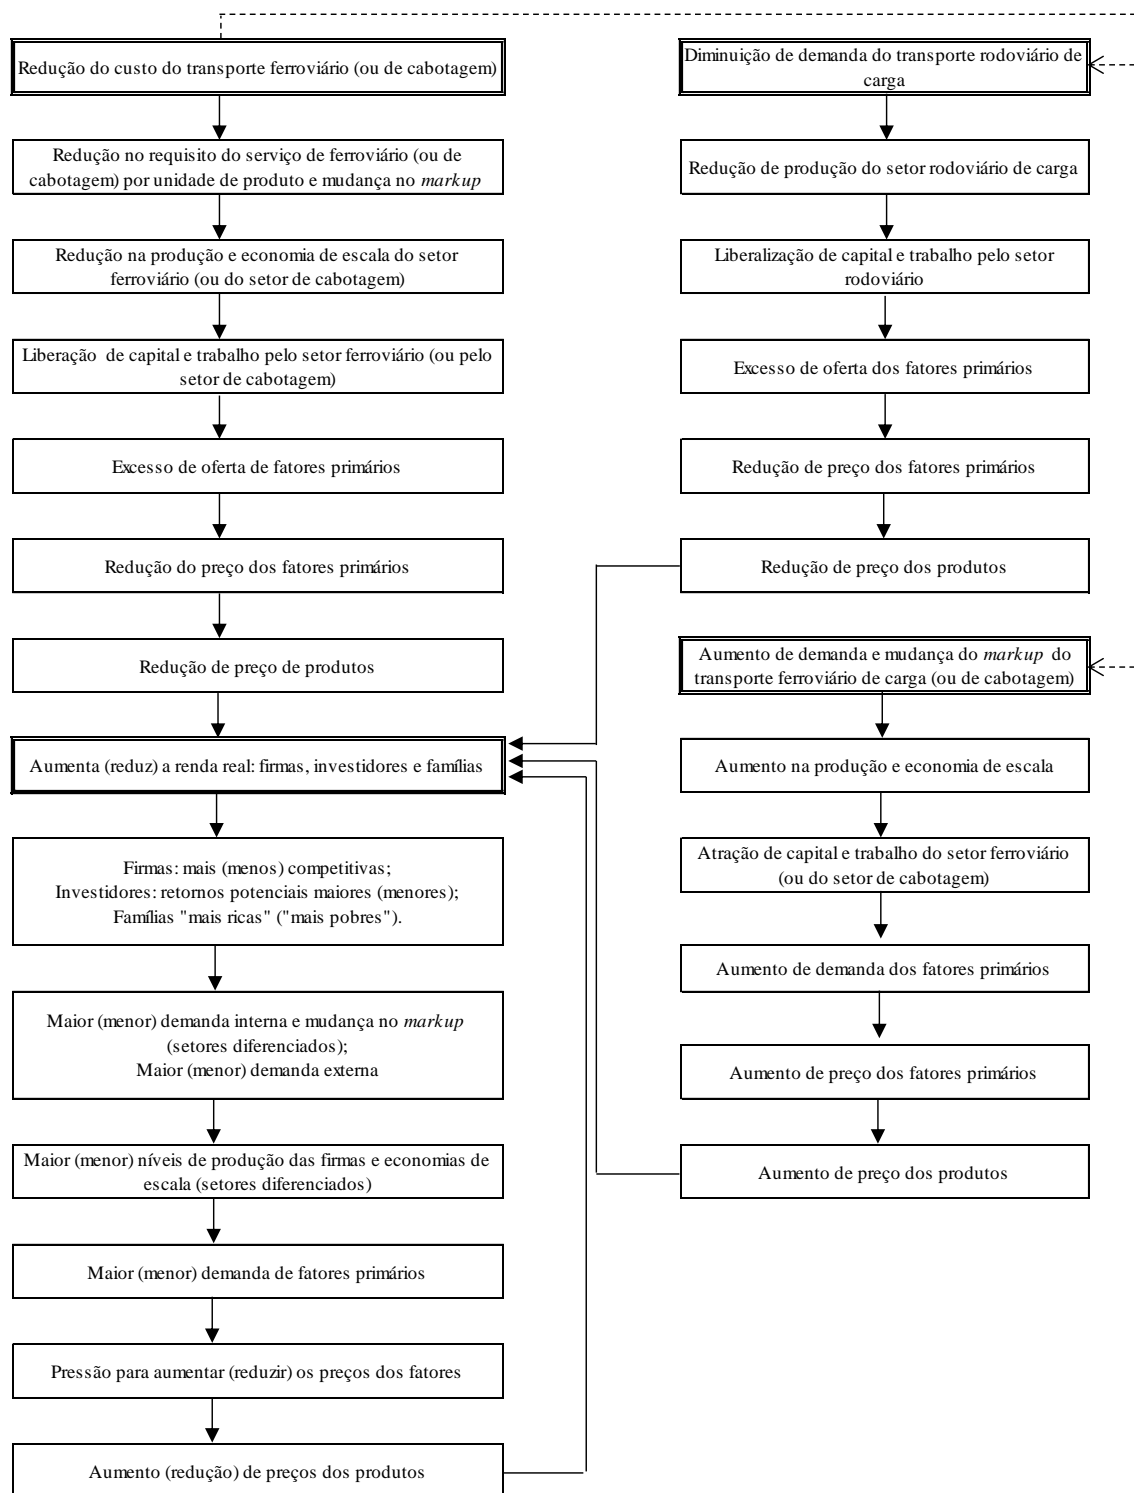 Redução do custo do transporte ferroviário (ou de cabotagem)
Redução no requisito do serviço de ferroviário (ou de
cabotagem) por unidade de produto e mudança no markup
Redução na produção e economia de escala do setor
ferroviário (ou do setor de cabotagem)
Liberação de capital e trabalho pelo setor ferroviário (ou pelo
setor de cabotagem)
Excesso de oferta de fatores primários
Redução do preço dos fatores primários
Redução de preço de produtos
Aumenta (reduz) a renda real: firmas, investidores e famílias
Firmas: mais (menos) competitivas;
Investidores: retornos potenciais maiores (menores);
Famílias "mais ricas" ("mais pobres").
Maior (menor) demanda interna e mudança no markup
(setores diferenciados);
Maior (menor) demanda externa
Maior (menor) níveis de produção das firmas e economias de
escala (setores diferenciados)
Maior (menor) demanda de fatores primários
Pressão para aumentar (reduzir) os preços dos fatores
Aumento (redução) de preços dos produtos
Diminuição de demanda do transporte rodoviário de
carga
Redução de produção do setor rodoviário de carga
Liberalização de capital e trabalho pelo setor
rodoviário
Excesso de oferta dos fatores primários
Redução de preço dos fatores primários
Redução de preço dos produtos
Aumento de demanda e mudança do markup do
transporte ferroviário de carga (ou de cabotagem)
Aumento na produção e economia de escala
Atração de capital e trabalho do setor ferroviário
(ou do setor de cabotagem)
Aumento de demanda dos fatores primários
Aumento de preço dos fatores primários
Aumento de preço dos produtos